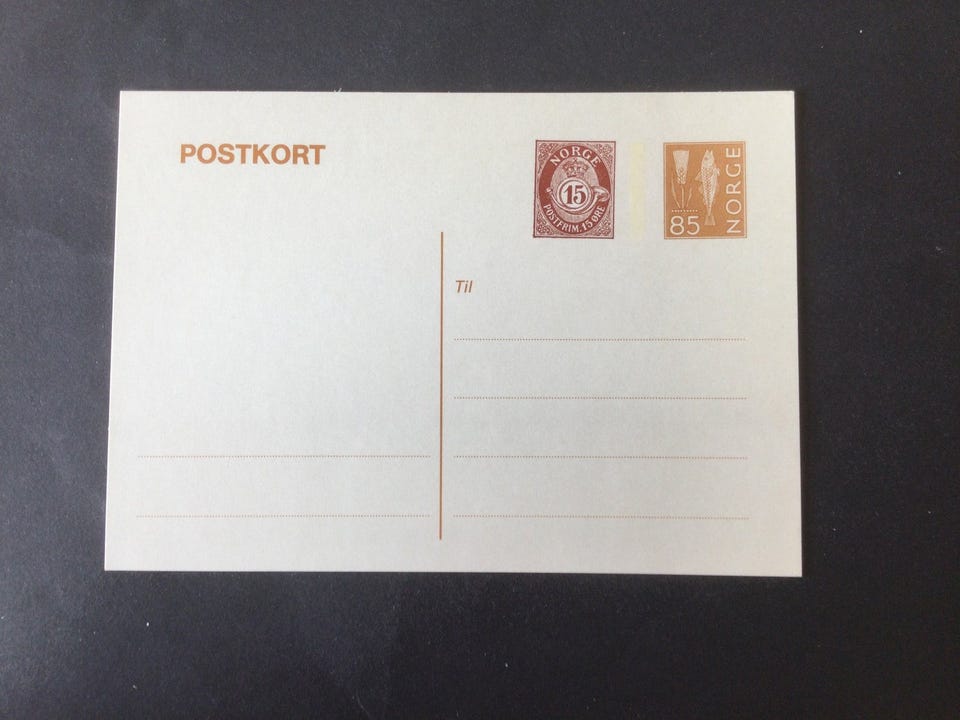 POSTKORT
NORGE
15
POSTFRIM. 15 ØRE
85
NORGE
Til